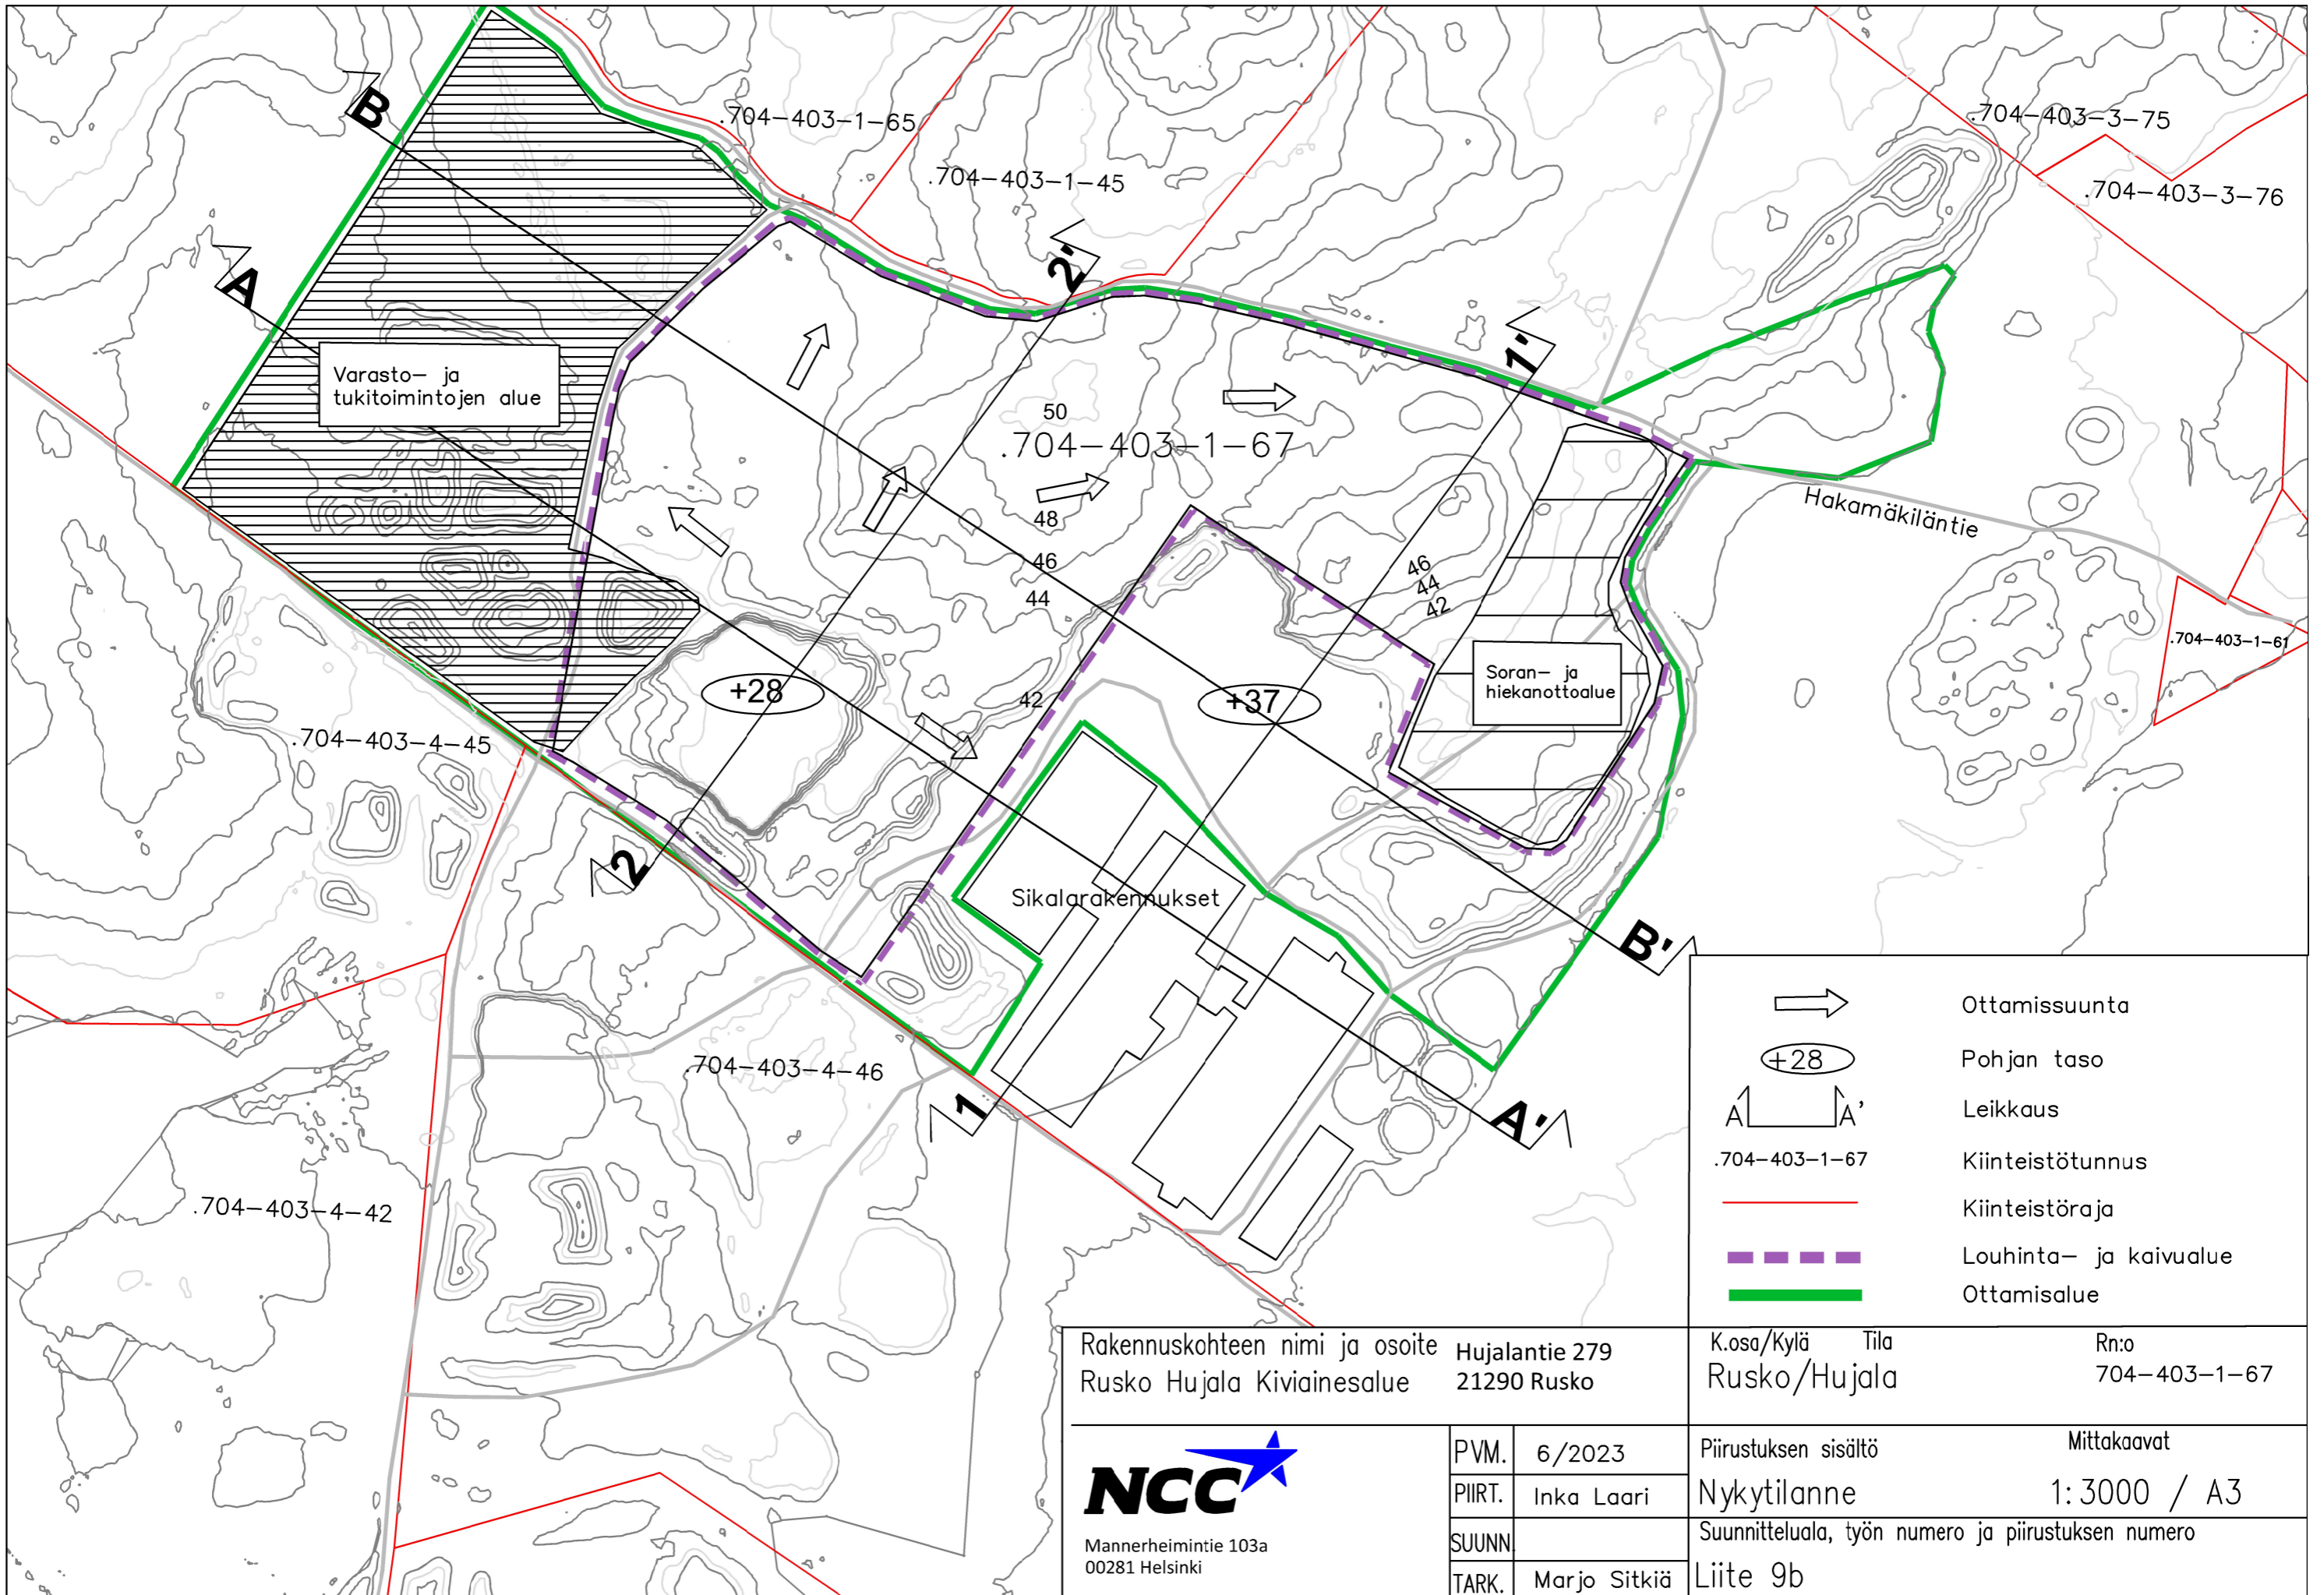 B
.704-403-1-65
.704-403-3-75
.704-403-1-45
.704-403-3-76
A
2'
1'
Varasto- ja
tukitoimintojen alue
50
.704-403-1-67
48
46
44
42
46
44
42
Hakamäkiläntie
.704-403-1-61
Soran- ja
hiekanottoalue
+28
+37
.704-403-4-45
2
Sikalarakennukset
B'
.704-403-4-46
1
A'
.704-403-4-42
Ottamissuunta
+28 Pohjan taso
A A' Leikkaus
.704-403-1-67 Kiinteistötunnus
Kiinteistöraja
Louhinta- ja kaivualue
Ottamisalue
Rakennuskohteen nimi ja osoite
Rusko Hujala Kiviainesalue
Hujalantie 279
21290 Rusko
K.osa/Kylä Tila Rn:o
Rusko/Hujala 704-403-1-67
NCC
Mannerheimintie 103a
00281 Helsinki
PVM. 6/2023
PIIRT. Inka Laari
SUUNN.
TARK. Marjo Sitkiä
Piirustuksen sisältö Mittakaavat
Nykytilanne 1:3000 / A3
Suunnitteluala, työn numero ja piirustuksen numero
Liite 9b